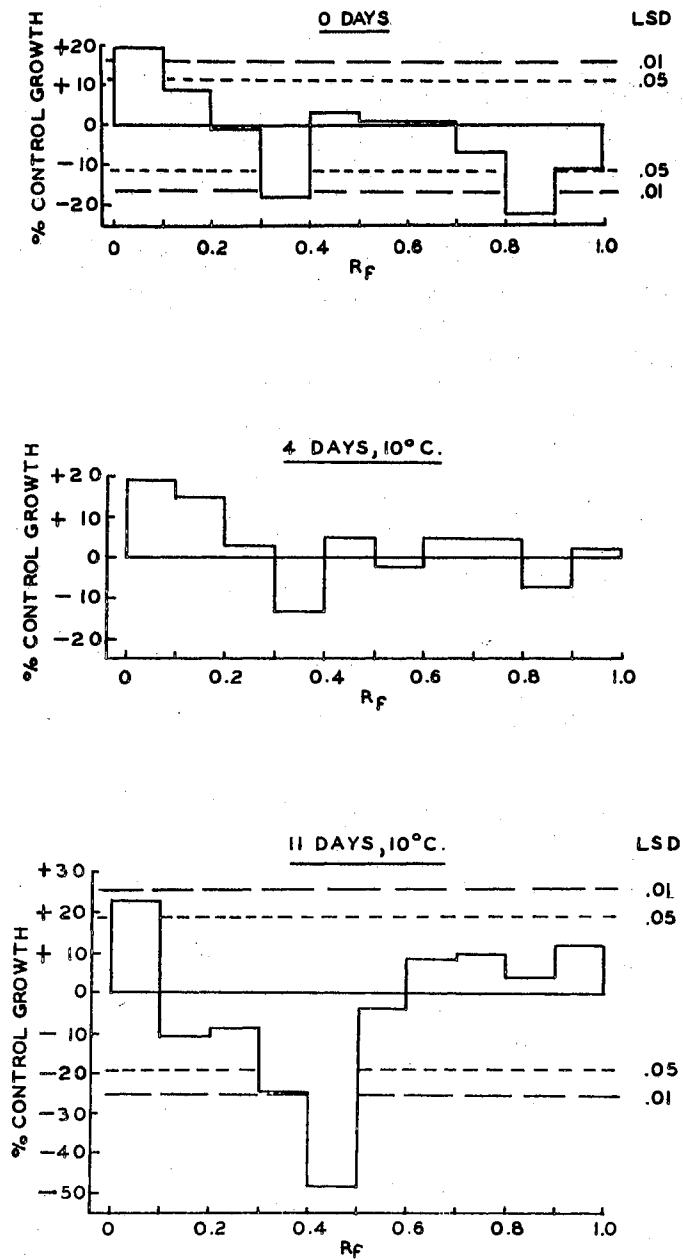 0 DAYS LSD
+20
+10
0
-10
-20
.01
.05
.05
.01
% CONTROL GROWTH
0 0.2 0.4 0.6 0.8 1.0
RF
4 DAYS, 10°C.
+20
+ 10
0
-10
-20
% CONTROL GROWTH
0 0.2 0.4 0.6 0.8 1.0
RF
11 DAYS, 10°C. LSD
+30
+20
+ 10
0
- 10
-20
-30
-40
-50
.01
.05
.05
.01
% CONTROL GROWTH
0 0.2 0.4 0.6 0.8 1.0
RF